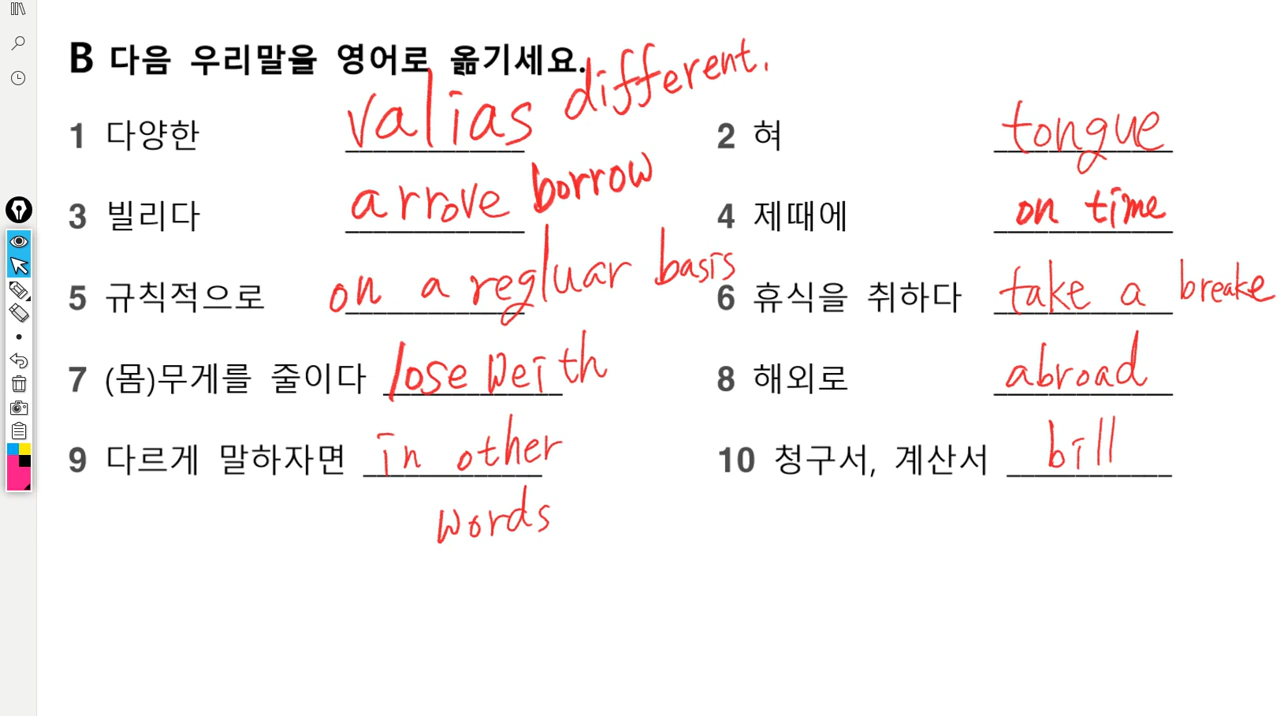 B 다음 우리말을 영어로 옮기세요.
1 다양한 valias different.
2 혀 tongue
3 빌리다 arrove borrow
4 제때에 on time
5 규칙적으로 on a regluar basis
6 휴식을 취하다 take a breake
7 (몸)무게를 줄이다 lose weith
8 해외로 abroad
9 다르게 말하자면 in other words
10 청구서, 계산서 bill